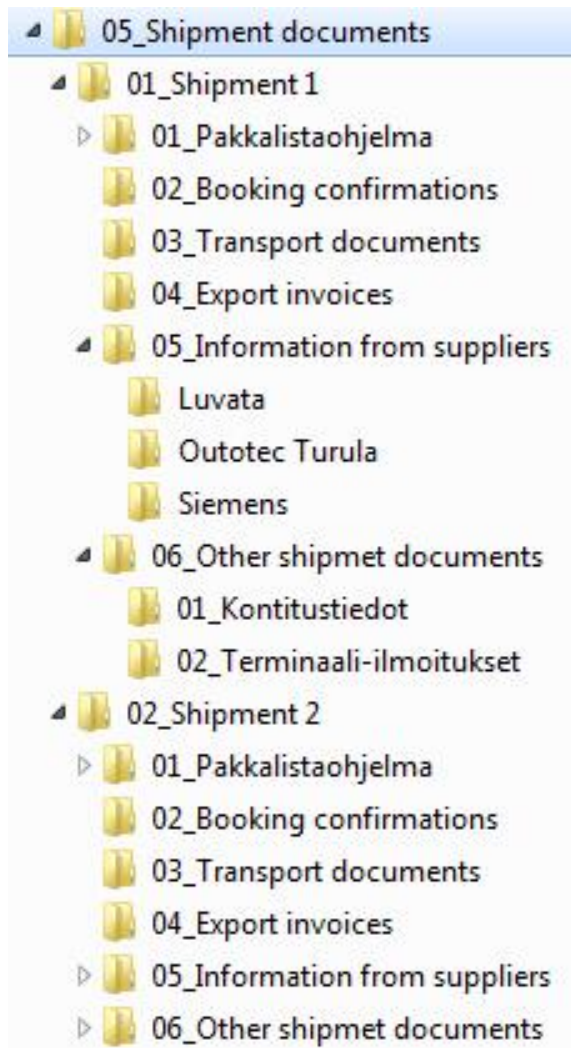 05_Shipment documents
01_Shipment 1
01_Pakkalistaohjelma
02_Booking confirmations
03_Transport documents
04_Export invoices
05_Information from suppliers
Luvata
Outotec Turula
Siemens
06_Other shipmet documents
01_Kontitustiedot
02_Terminaali-ilmoitukset
02_Shipment 2
01_Pakkalistaohjelma
02_Booking confirmations
03_Transport documents
04_Export invoices
05_Information from suppliers
06_Other shipmet documents